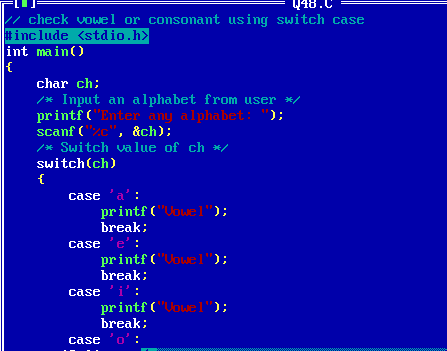 [■] Q48.C
// check vowel or consonant using switch case
#include <stdio.h>
int main()
{
char ch;
/* Input an alphabet from user */
printf("Enter any alphabet: ");
scanf("%c", &ch);
/* Switch value of ch */
switch(ch)
{
case 'a':
printf("Vowel");
break;
case 'e':
printf("Vowel");
break;
case 'i':
printf("Vowel");
break;
case 'o':